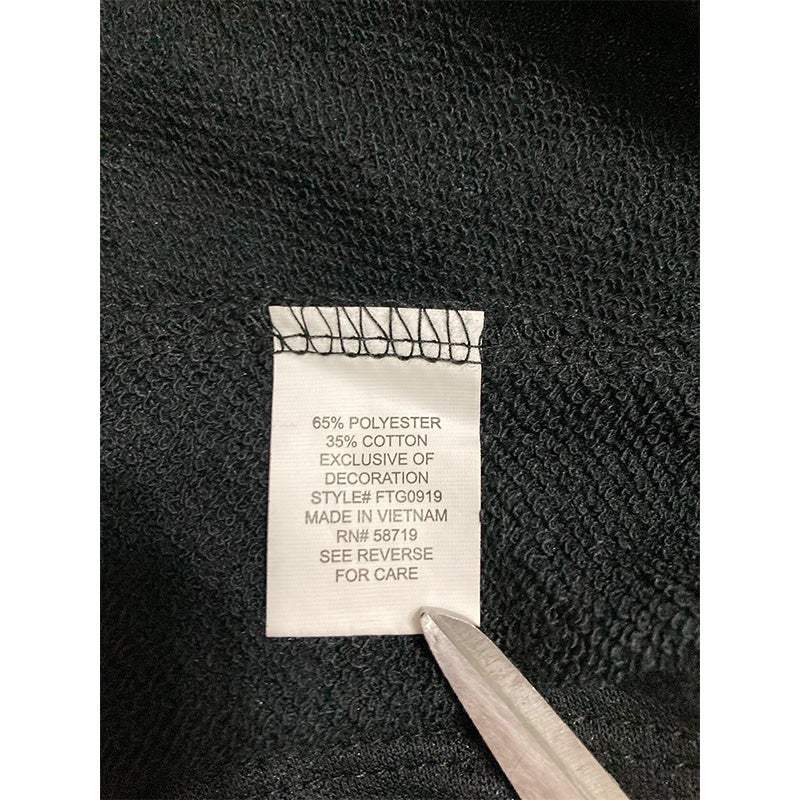 65% POLYESTER
35% COTTON
EXCLUSIVE OF
DECORATION
STYLE# FTG0919
MADE IN VIETNAM
RN# 58719
SEE REVERSE
FOR CARE